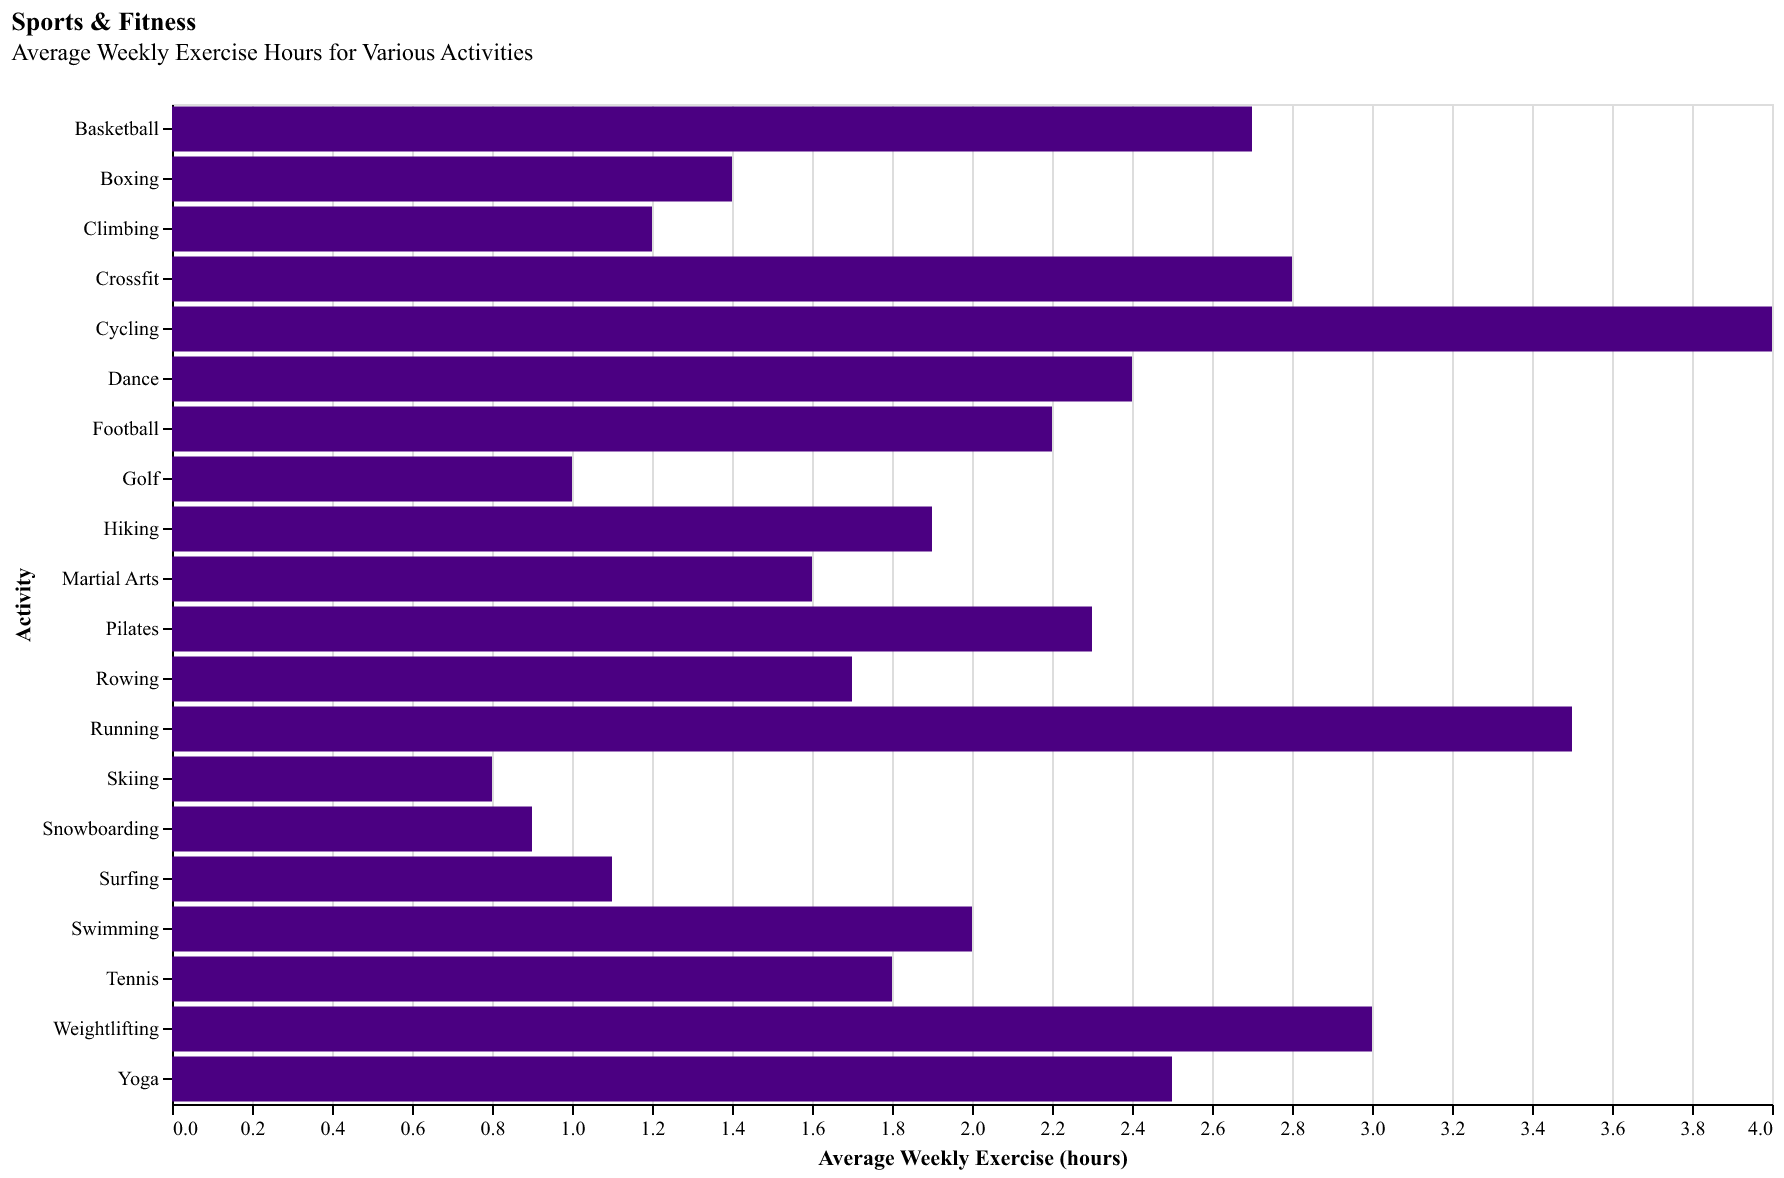 Sports & Fitness
Average Weekly Exercise Hours for Various Activities
Activity
Basketball
Boxing
Climbing
Crossfit
Cycling
Dance
Football
Golf
Hiking
Martial Arts
Pilates
Rowing
Running
Skiing
Snowboarding
Surfing
Swimming
Tennis
Weightlifting
Yoga
0.0 0.2 0.4 0.6 0.8 1.0 1.2 1.4 1.6 1.8 2.0 2.2 2.4 2.6 2.8 3.0 3.2 3.4 3.6 3.8 4.0
Average Weekly Exercise (hours)